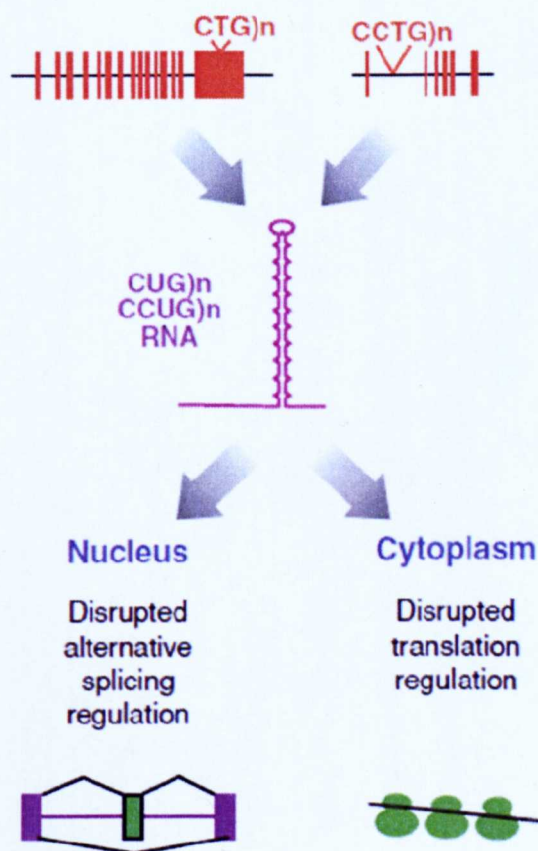 CTG)n
CCTG)n
CUG)n
CCUG)n
RNA
Nucleus
Cytoplasm
Disrupted
alternative
splicing
regulation
Disrupted
translation
regulation